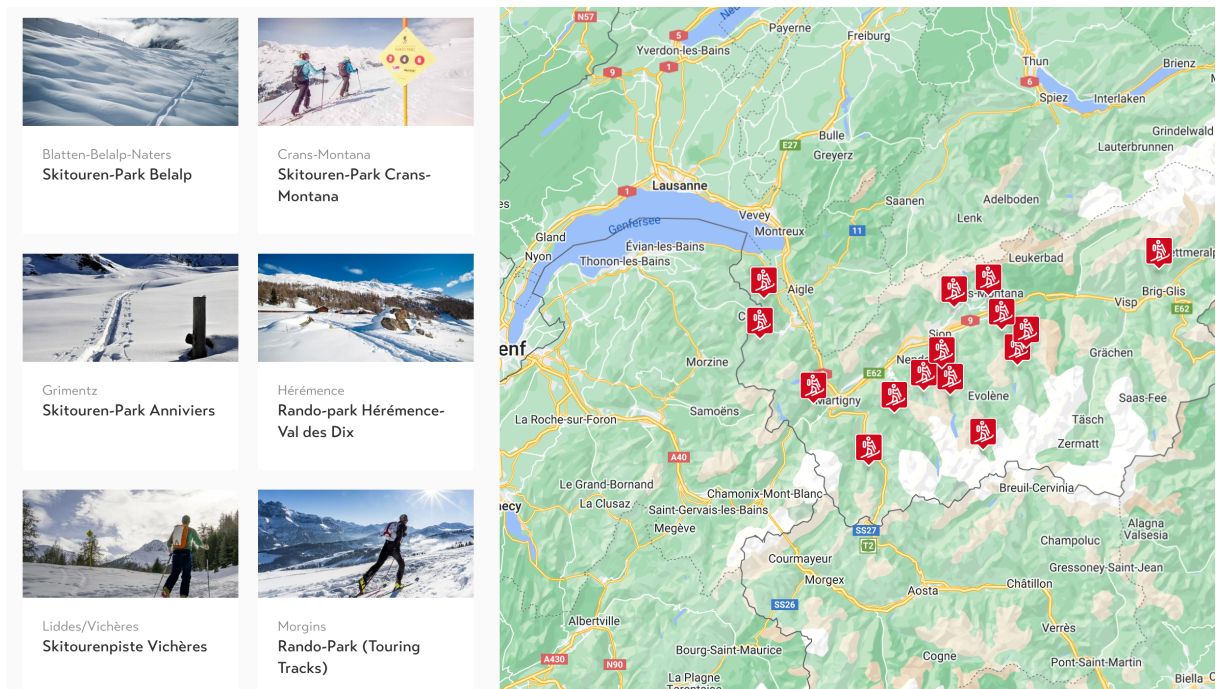 Blatten-Belalp-Naters
Skitouren-Park Belalp
Crans-Montana
Skitouren-Park Crans-
Montana
Grimentz
Skitouren-Park Anniviers
Hérémence
Rando-park Hérémence-
Val des Dix
Liddes/Vichères
Skitourenpiste Vichères
Morgins
Rando-Park (Touring
Tracks)
N57
Payerne
Freiburg
5
Yverdon-les-Bains
9
1
Thun
6
Brienz
Spiez
Interlaken
Bulle
E27
Greyerz
Grindelwald
Lauterbrunnen
1
Lausanne
Saanen
Adelboden
Lenk
Vevey
Montreux
11
Genfersee
Gland
Nyon
Évian-les-Bains
Thonon-les-Bains
Leukerbad
Aigle
Visp
Brig-Glis
E62
9
Sion
Morzine
E62
Grächen
Martigny
Evolène
Saas-Fee
Samoëns
Täsch
Zermatt
La Roche-sur-Foron
A40
Le Grand-Bornand
La Clusaz
Chamonix-Mont-Blanc
Saint-Gervais-les-Bains
Megève
Breuil-Cervinia
SS27
T2
Alagna
Valsesia
Champoluc
Courmayeur
Gressoney-Saint-Jean
Morgex
Aosta
Châtillon
SS26
Albertville
Verrès
Bourg-Saint-Maurice
Cogne
A430
N90
Pont-Saint-Martin
La Plagne
Biella